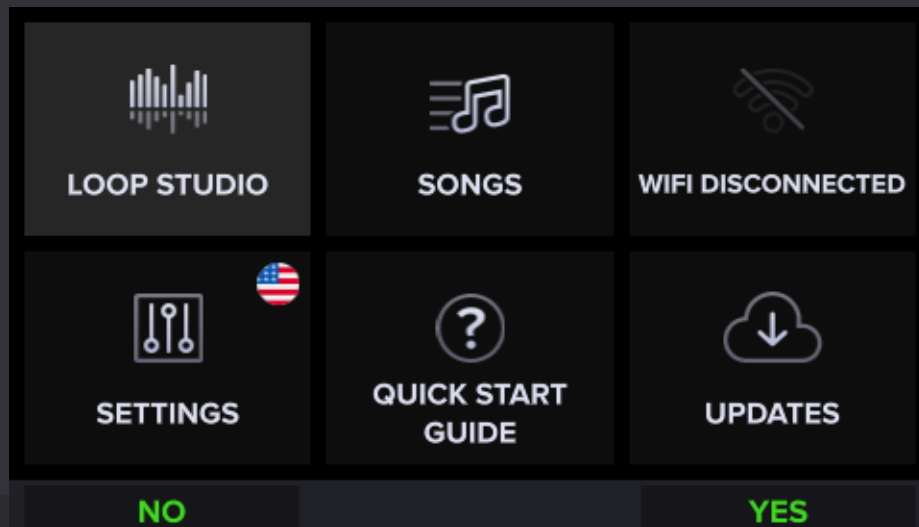 LOOP STUDIO
SONGS
WIFI DISCONNECTED
SETTINGS
?
QUICK START
GUIDE
UPDATES
NO
YES